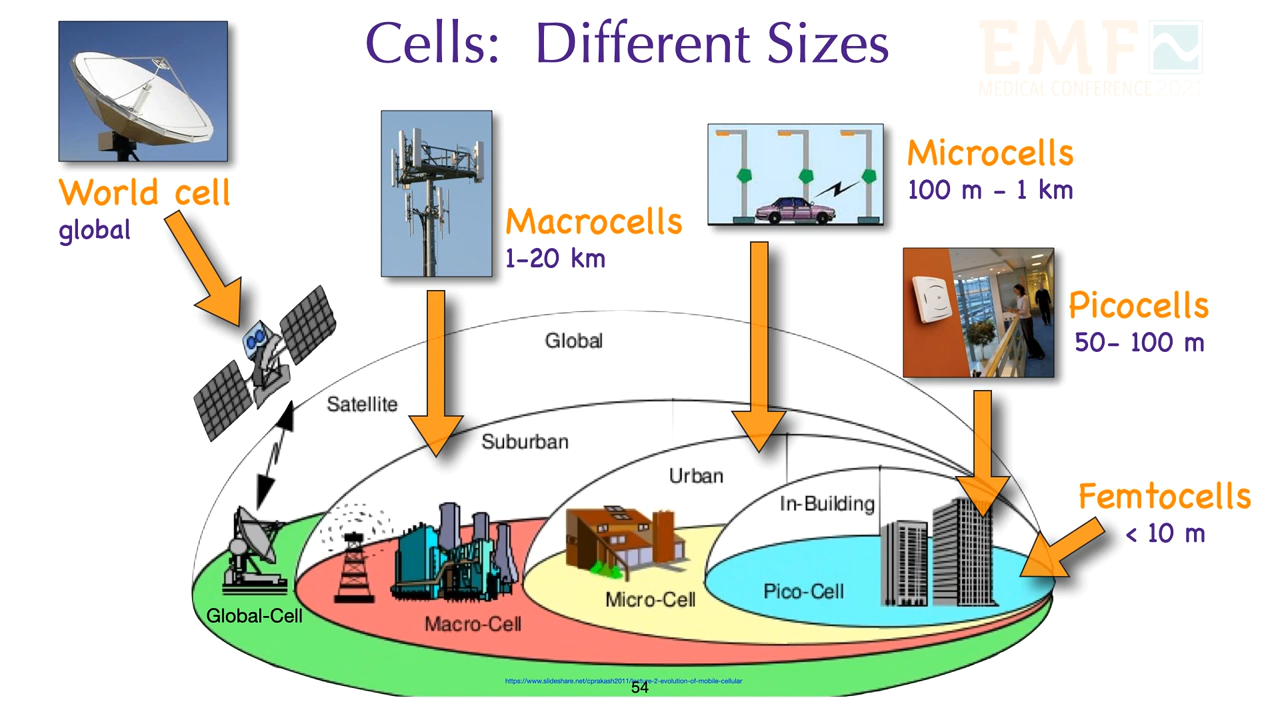 Cells: Different Sizes
EMF
MEDICAL CONFERENCE 2021
World cell
global
Macrocells
1-20 km
Microcells
100 m - 1 km
Picocells
50- 100 m
Femtocells
< 10 m
Global
Satellite
Suburban
Urban
In-Building
Global-Cell
Macro-Cell
Micro-Cell
Pico-Cell
https://www.slideshare.net/cprakash2011/lecture-2-evolution-of-mobile-cellular
54